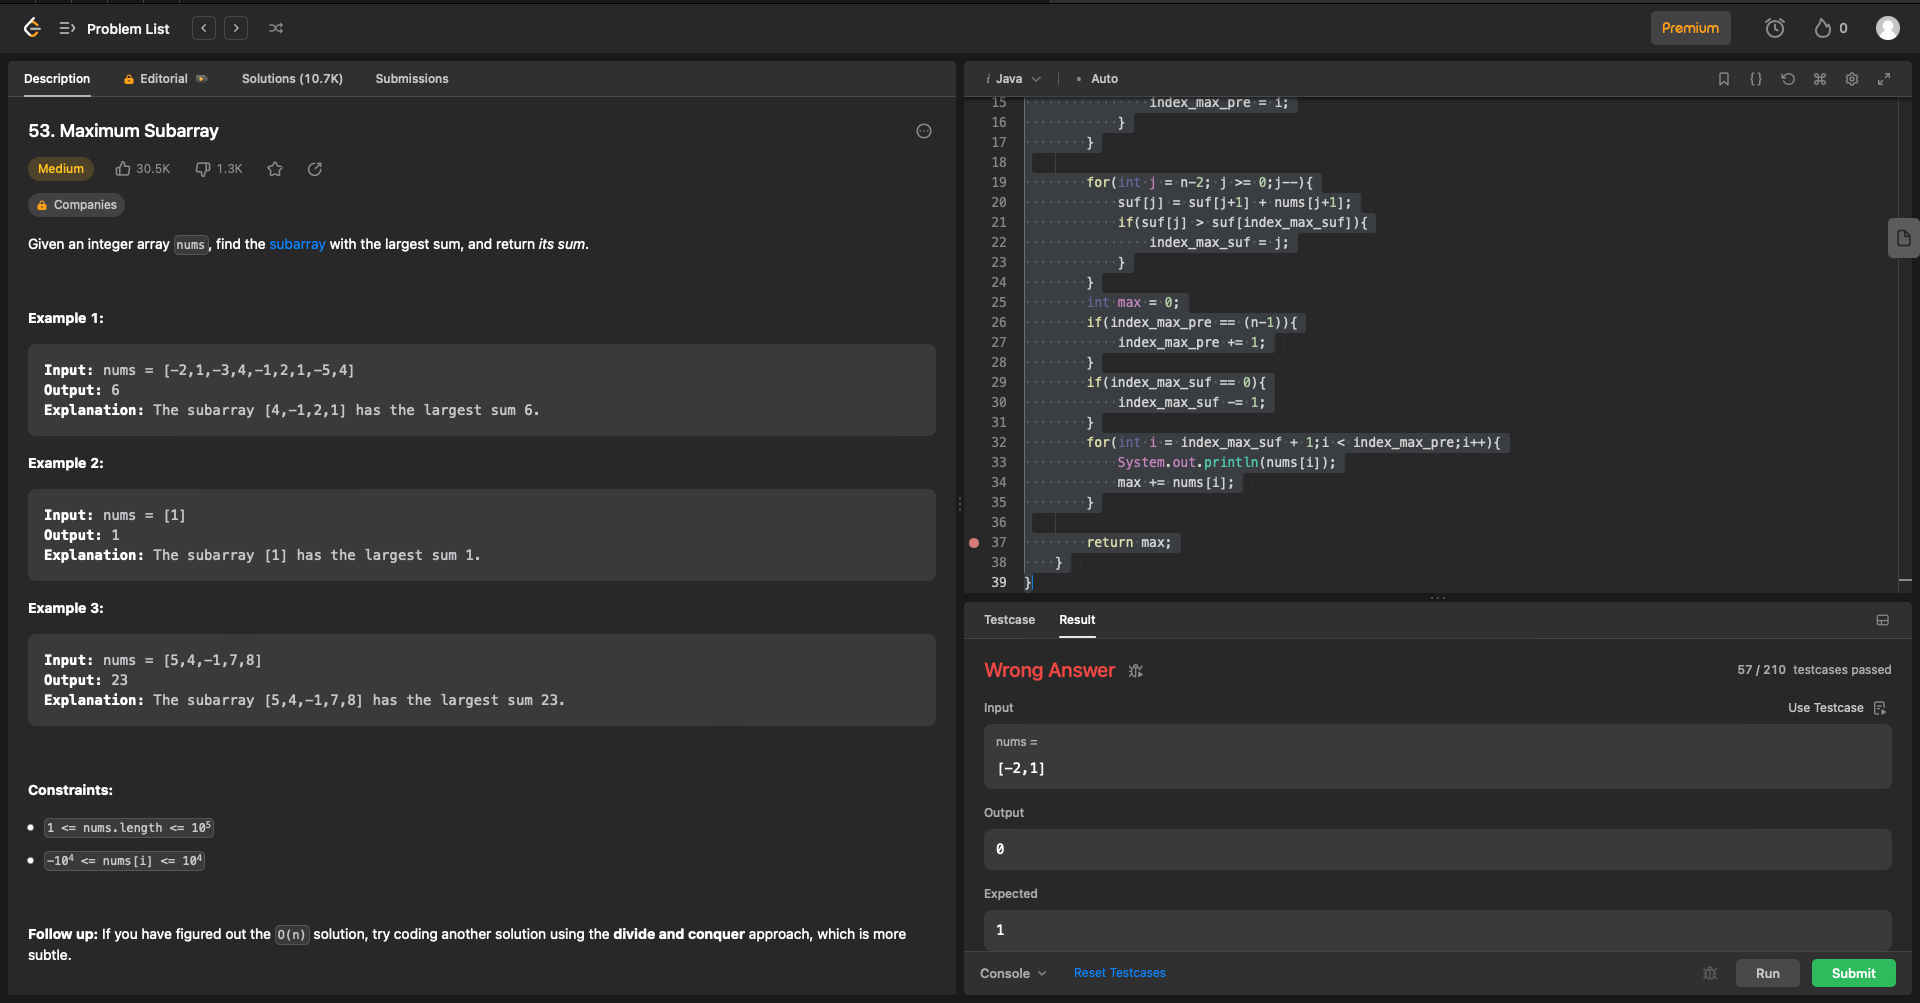 Problem List
Premium
0
Description
Editorial
Solutions (10.7K)
Submissions
53. Maximum Subarray
Medium
30.5K
1.3K
Companies
Given an integer array nums, find the subarray with the largest sum, and return its sum.
Example 1:
Input: nums = [-2,1,-3,4,-1,2,1,-5,4]
Output: 6
Explanation: The subarray [4,-1,2,1] has the largest sum 6.
Example 2:
Input: nums = [1]
Output: 1
Explanation: The subarray [1] has the largest sum 1.
Example 3:
Input: nums = [5,4,-1,7,8]
Output: 23
Explanation: The subarray [5,4,-1,7,8] has the largest sum 23.
Constraints:
1 <= nums.length <= 10⁵
-10⁴ <= nums[i] <= 10⁴
Follow up: If you have figured out the O(n) solution, try coding another solution using the divide and conquer approach, which is more
subtle.
i Java
Auto
15 index_max_pre = i;
16 }
17 }
18
19 for(int j = n-2; j >= 0;j--){
20 suf[j] = suf[j+1] + nums[j+1];
21 if(suf[j] > suf[index_max_suf]){
22 index_max_suf = j;
23 }
24 }
25 int max = 0;
26 if(index_max_pre == (n-1)){
27 index_max_pre += 1;
28 }
29 if(index_max_suf == 0){
30 index_max_suf -= 1;
31 }
32 for(int i = index_max_suf + 1;i < index_max_pre;i++){
33 System.out.println(nums[i]);
34 max += nums[i];
35 }
36
37 return max;
38 }
39 }
Testcase
Result
Wrong Answer
57 / 210 testcases passed
Input
Use Testcase
nums =
[-2,1]
Output
0
Expected
1
Console
Reset Testcases
Run
Submit